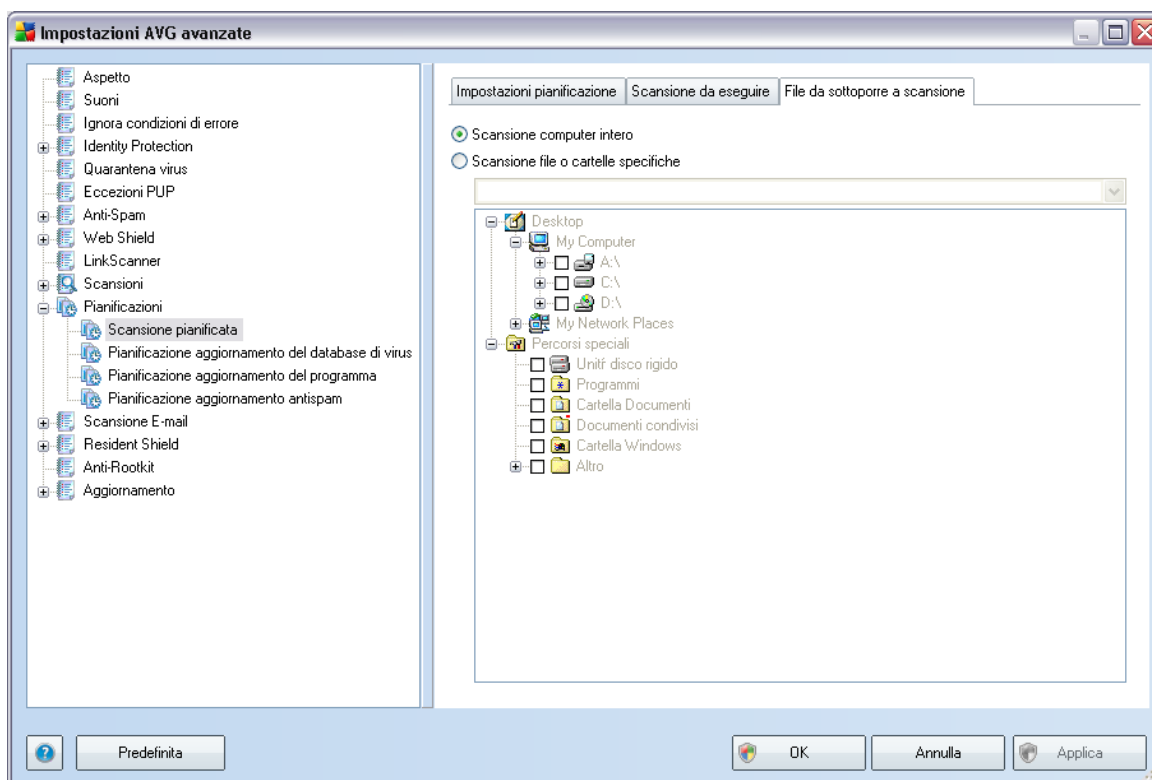 Impostazioni AVG avanzate
Aspetto
Suoni
Ignora condizioni di errore
Identity Protection
Quarantena virus
Eccezioni PUP
Anti-Spam
Web Shield
LinkScanner
Scansioni
Pianificazioni
Scansione pianificata
Pianificazione aggiornamento del database di virus
Pianificazione aggiornamento del programma
Pianificazione aggiornamento antispam
Scansione E-mail
Resident Shield
Anti-Rootkit
Aggiornamento
Impostazioni pianificazione Scansione da eseguire File da sottoporre a scansione
Scansione computer intero
Scansione file o cartelle specifiche
Desktop
My Computer
A:\
C:\
D:\
My Network Places
Percorsi speciali
Unitř disco rigido
Programmi
Cartella Documenti
Documenti condivisi
Cartella Windows
Altro
? Predefinita OK Annulla Applica